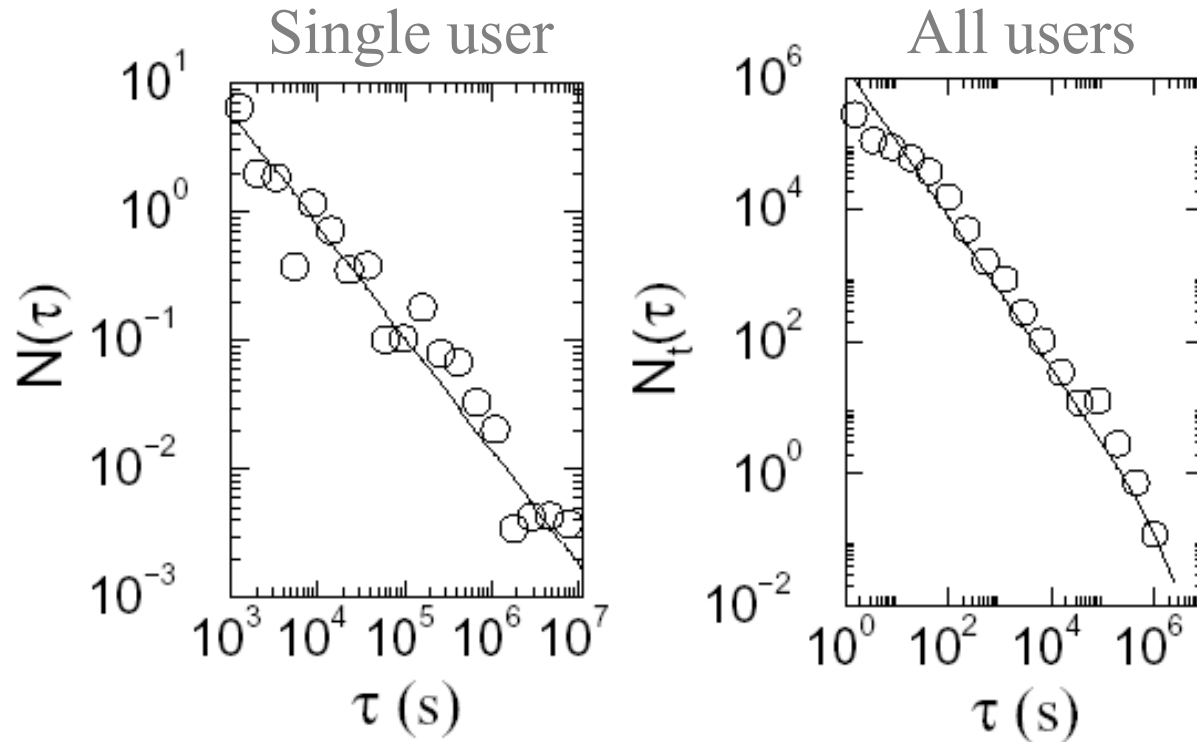 Single user
All users
10^1
10^0
10^−1
10^−2
10^−3
N(τ)
10^3 10^4 10^5 10^6 10^7
τ (s)
10^6
10^4
10^2
10^0
10^−2
N_t(τ)
10^0 10^2 10^4 10^6
τ (s)